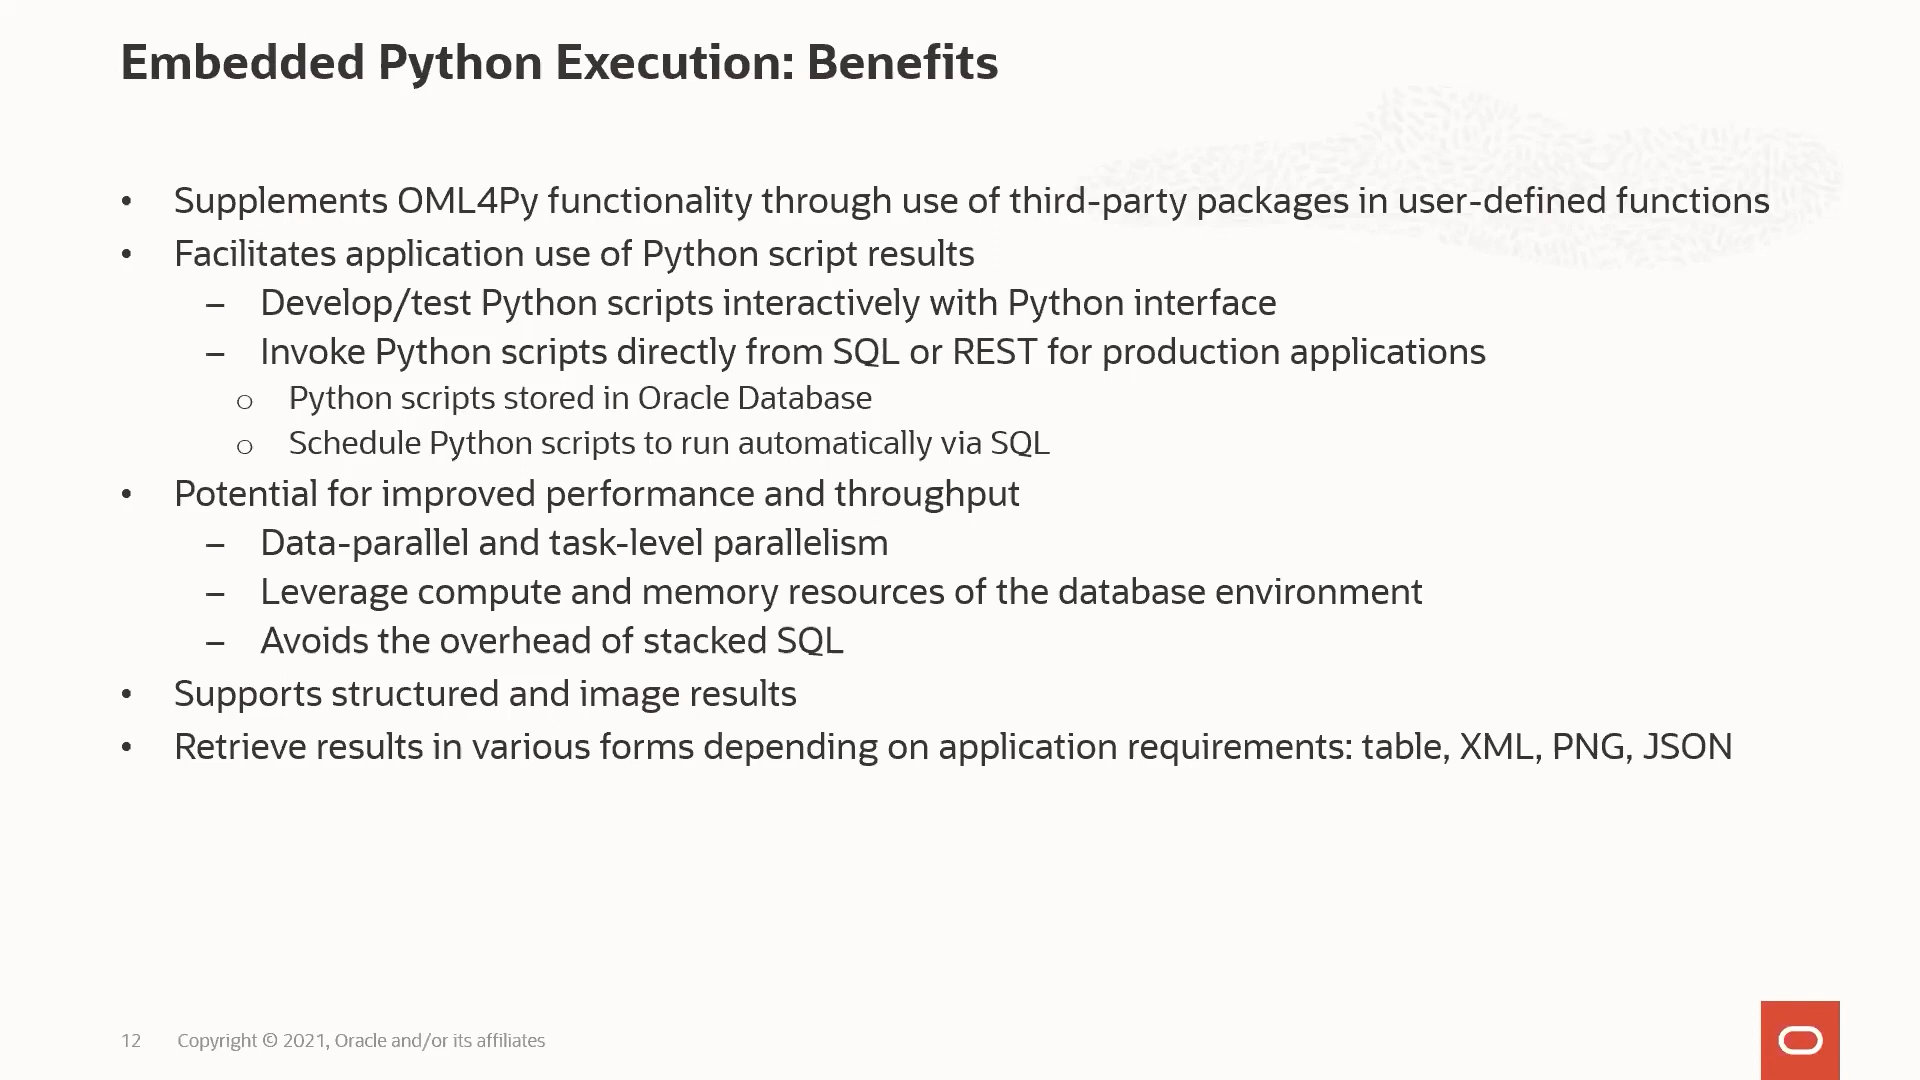 Embedded Python Execution: Benefits
• Supplements OML4Py functionality through use of third-party packages in user-defined functions
• Facilitates application use of Python script results
– Develop/test Python scripts interactively with Python interface
– Invoke Python scripts directly from SQL or REST for production applications
o Python scripts stored in Oracle Database
o Schedule Python scripts to run automatically via SQL
• Potential for improved performance and throughput
– Data-parallel and task-level parallelism
– Leverage compute and memory resources of the database environment
– Avoids the overhead of stacked SQL
• Supports structured and image results
• Retrieve results in various forms depending on application requirements: table, XML, PNG, JSON
12 Copyright © 2021, Oracle and/or its affiliates